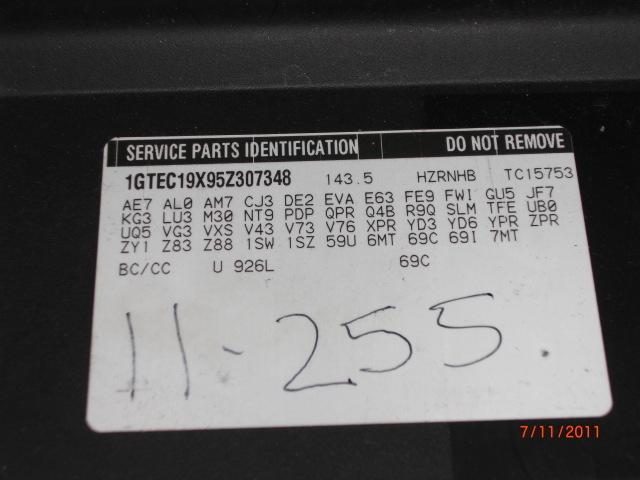 SERVICE PARTS IDENTIFICATION DO NOT REMOVE
1GTEC19X95Z307348 143.5 HZRNHB TC15753
AE7 AL0 AM7 CJ3 DE2 EVA E63 FE9 FWI GU5 JF7
KG3 LU3 M30 NT9 PDP QPR Q4B R9Q SLM TFE UB0
UQ5 VG3 VXS V43 V73 V76 XPR YD3 YD6 YPR ZPR
ZY1 Z83 Z88 1SW 1SZ 59U 6MT 69C 69I 7MT
BC/CC U 926L 69C
11-255
7/11/2011